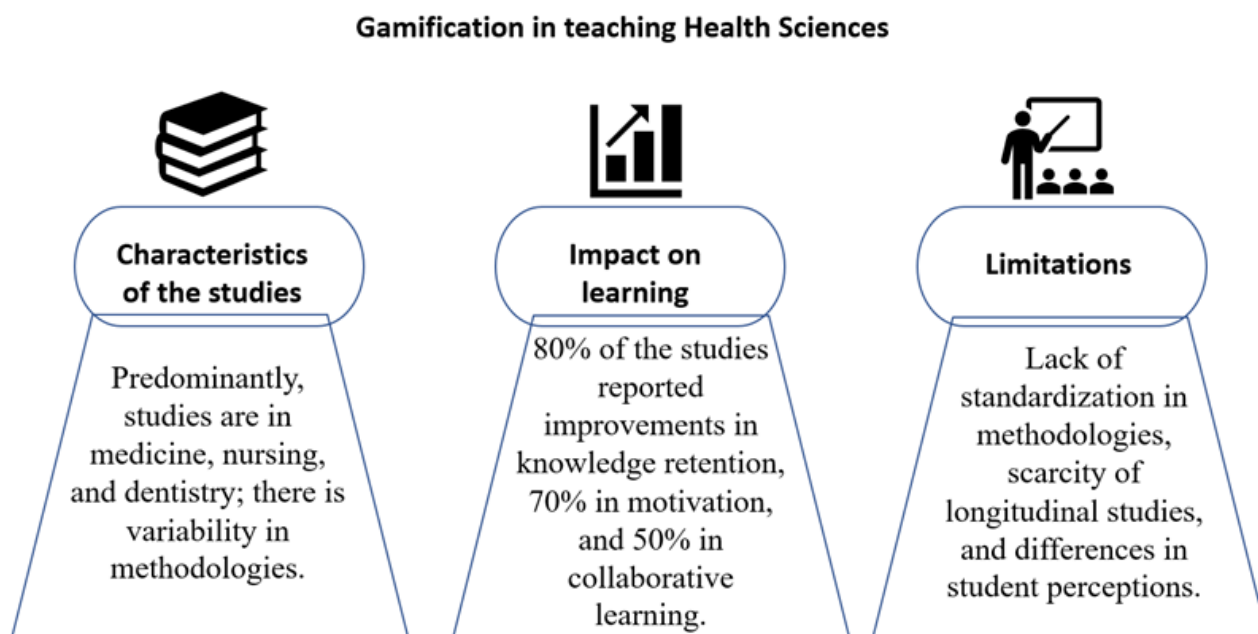 Gamification in teaching Health Sciences
Characteristics
of the studies
Predominantly,
studies are in
medicine, nursing,
and dentistry; there is
variability in
methodologies.
Impact on
learning
80% of the studies
reported
improvements in
knowledge retention,
70% in motivation,
and 50% in
collaborative
learning.
Limitations
Lack of
standardization in
methodologies,
scarcity of
longitudinal studies,
and differences in
student perceptions.